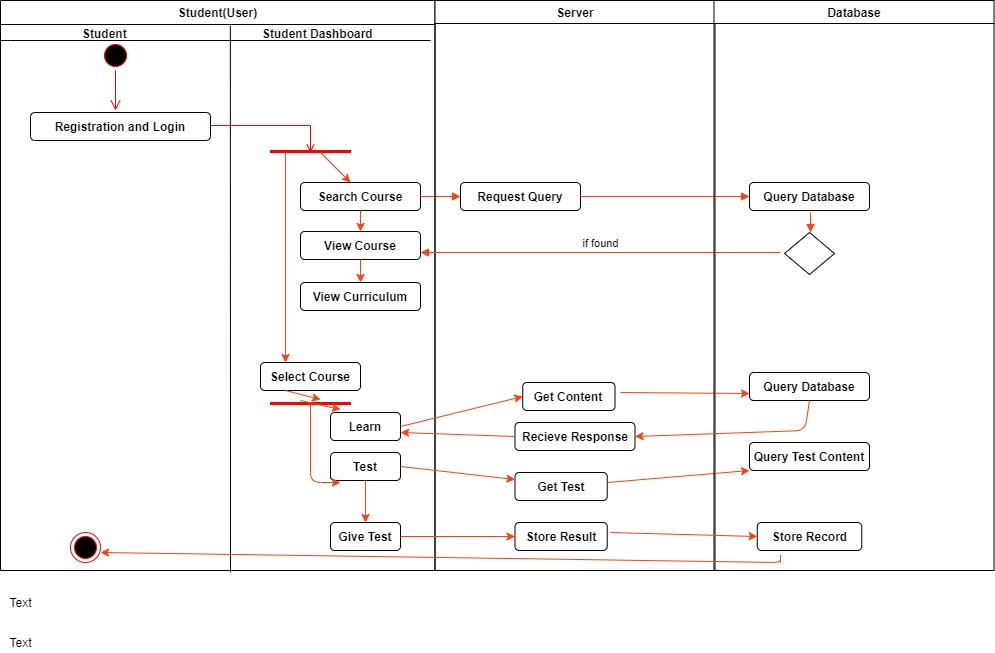 Student(User)
Server
Database
Student
Student Dashboard
Registration and Login
Search Course
Request Query
Query Database
View Course
if found
View Curriculum
Select Course
Query Database
Get Content
Learn
Recieve Response
Query Test Content
Test
Get Test
Give Test
Store Result
Store Record
Text
Text